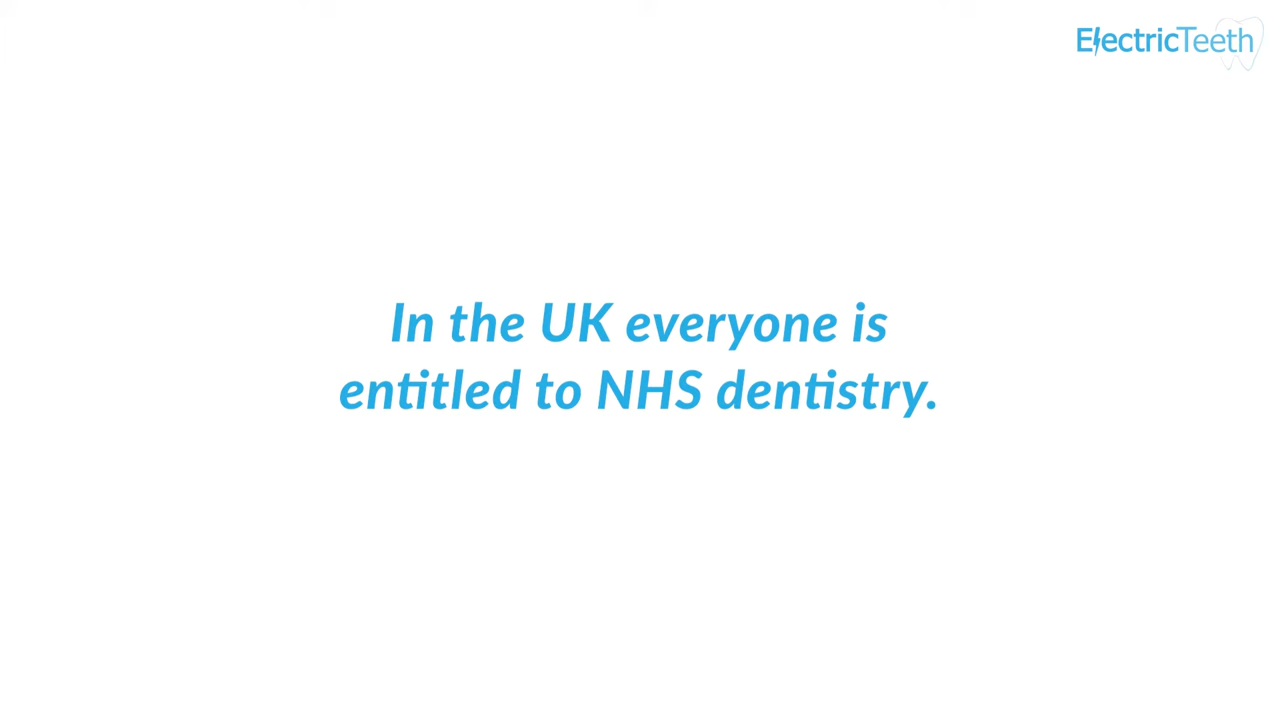 ElectricTeeth
In the UK everyone is
entitled to NHS dentistry.